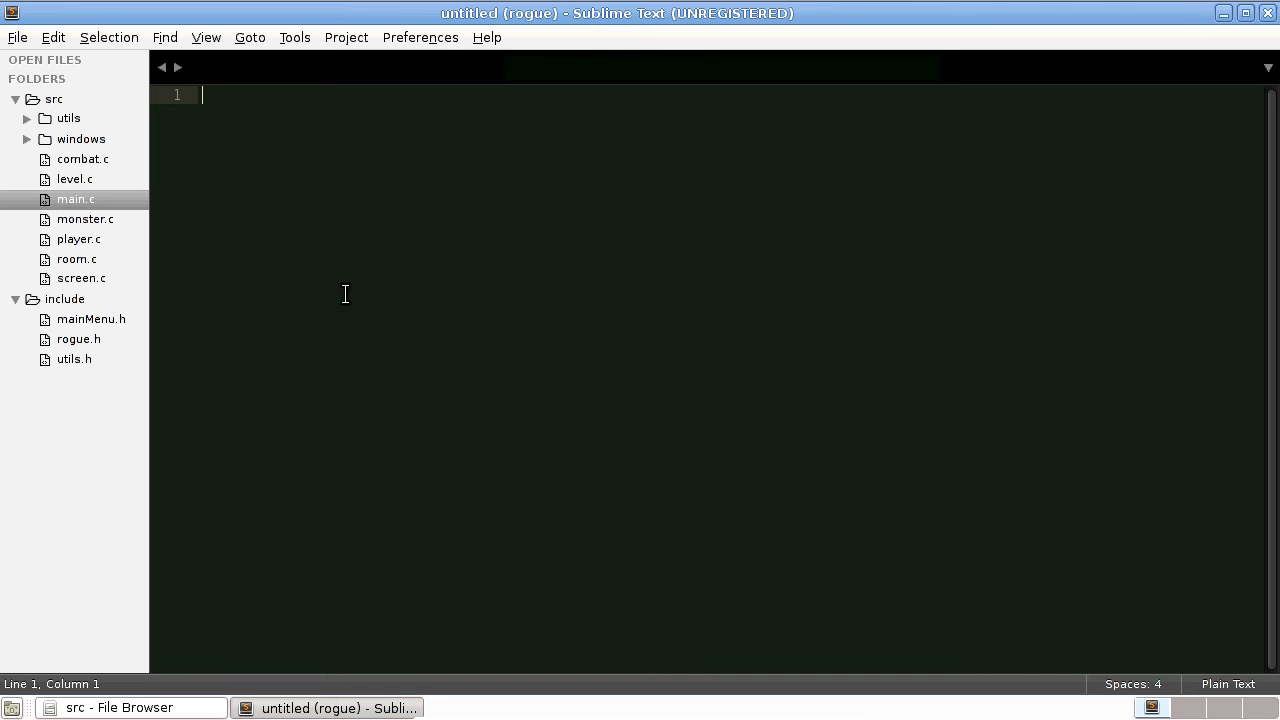 untitled (rogue) - Sublime Text (UNREGISTERED)
File Edit Selection Find View Goto Tools Project Preferences Help
OPEN FILES
FOLDERS
src
utils
windows
combat.c
level.c
main.c
monster.c
player.c
room.c
screen.c
include
mainMenu.h
rogue.h
utils.h
1
Line 1, Column 1 Spaces: 4 Plain Text
src - File Browser untitled (rogue) - Subli...